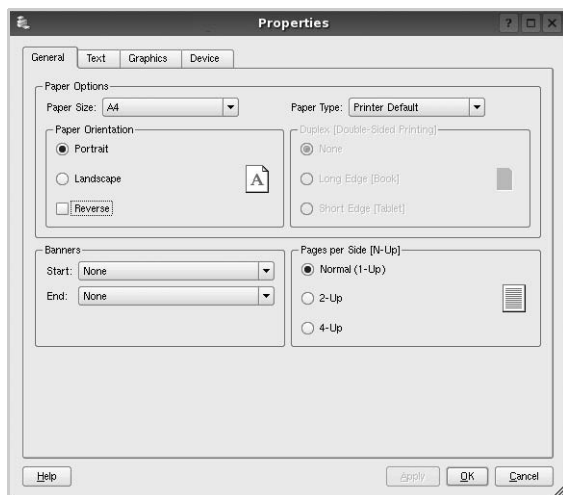 Properties
General Text Graphics Device
Paper Options
Paper Size: A4 Paper Type: Printer Default
Paper Orientation
Portrait
Landscape
A
Reverse
Duplex [Double-Sided Printing]
None
Long Edge [Book]
Short Edge [Tablet]
Banners
Start: None
End: None
Pages per Side [N-Up]
Normal (1-Up)
2-Up
4-Up
Help Apply OK Cancel